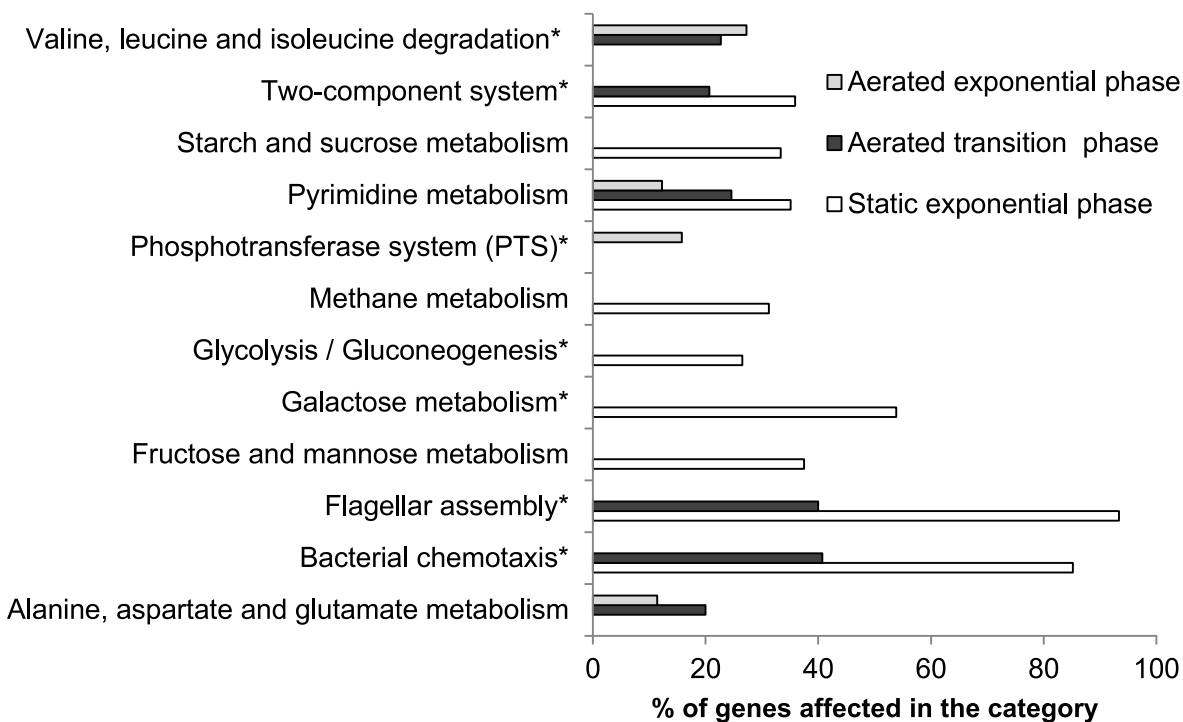 Valine, leucine and isoleucine degradation*
Two-component system*
Starch and sucrose metabolism
Pyrimidine metabolism
Phosphotransferase system (PTS)*
Methane metabolism
Glycolysis / Gluconeogenesis*
Galactose metabolism*
Fructose and mannose metabolism
Flagellar assembly*
Bacterial chemotaxis*
Alanine, aspartate and glutamate metabolism
Aerated exponential phase
Aerated transition phase
Static exponential phase
0 20 40 60 80 100
% of genes affected in the category